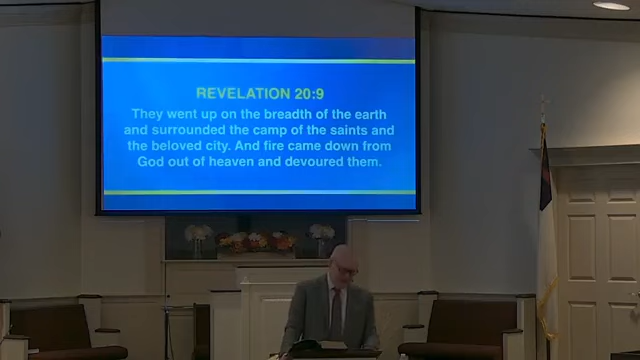 REVELATION 20:9
They went up on the breadth of the earth
and surrounded the camp of the saints and
the beloved city. And fire came down from
God out of heaven and devoured them.